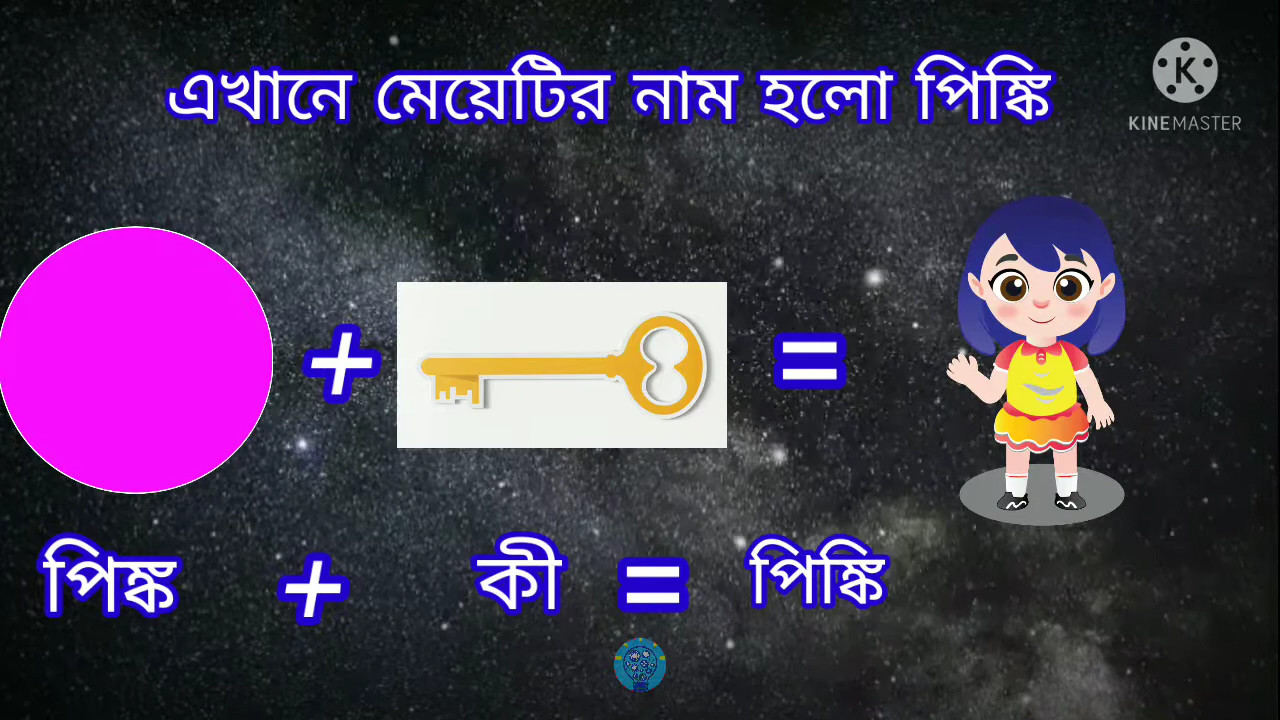 এখানে মেয়েটির নাম হলো পিঙ্কি
K
KINEMASTER
+ =
পিঙ্ক + কী = পিঙ্কি